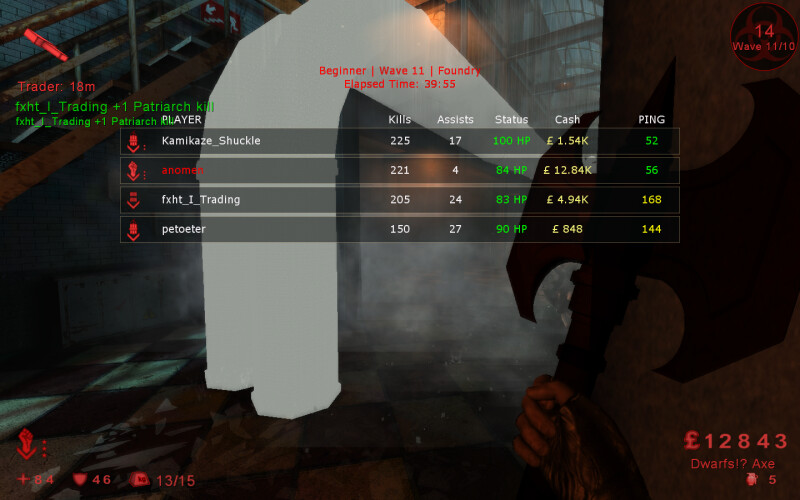 14
Wave 11/10
Beginner | Wave 11 | Foundry
Elapsed Time: 39:55
Trader: 18m
fxht_I_Trading +1 Patriarch kill
fxht_I_Trading +1 Patriarch kill
PLAYER Kills Assists Status Cash PING
Kamikaze_Shuckle 225 17 100 HP £ 1.54K 52
anomen 221 4 84 HP £ 12.84K 56
fxht_I_Trading 205 24 83 HP £ 4.94K 168
petoeter 150 27 90 HP £ 848 144
£12843
Dwarfs!? Axe
84 46 13/15 5